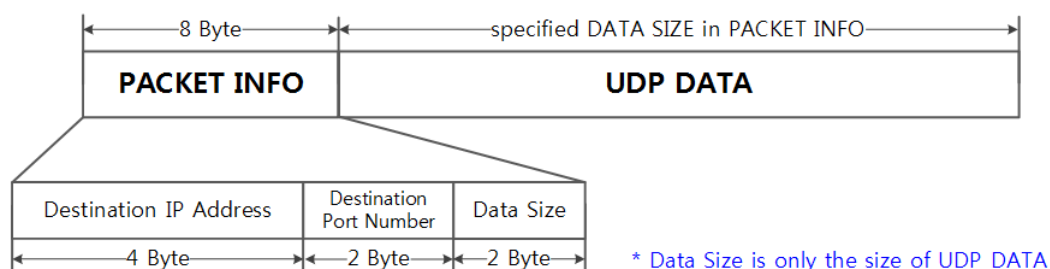 8 Byte
specified DATA SIZE in PACKET INFO
PACKET INFO
UDP DATA
Destination IP Address
Destination
Port Number
Data Size
4 Byte
2 Byte
2 Byte
* Data Size is only the size of UDP DATA